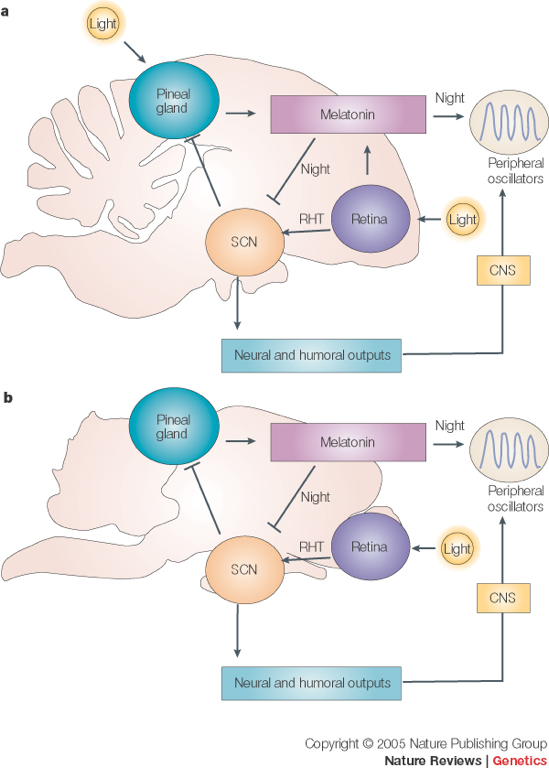 a
Light
Pineal
gland
Melatonin
Night
Peripheral
oscillators
Night
RHT
Retina
Light
SCN
CNS
Neural and humoral outputs
b
Pineal
gland
Melatonin
Night
Peripheral
oscillators
Night
RHT
Retina
Light
SCN
CNS
Neural and humoral outputs
Copyright © 2005 Nature Publishing Group
Nature Reviews | Genetics